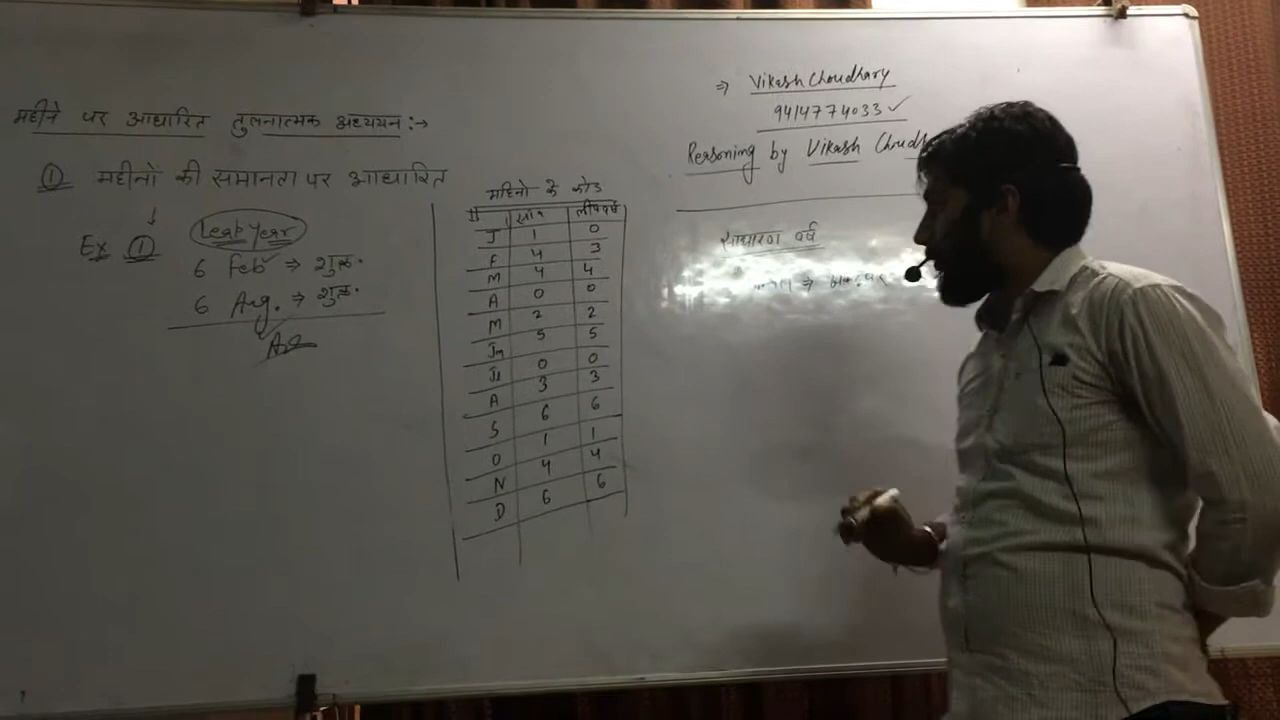 महीने पर आधारित तुलनात्मक अध्ययन :→
① महीनों की समानता पर आधारित
↓
Ex ① Leap Year
6 Feb ⇒ शुक्र.
6 Aug. ⇒ शुक्र.
Ans
महिनो के कोड
सा॰ लीपवर्ष
J 1 0
F 4 3
M 4 4
A 0 0
M 2 2
Jn 5 5
Jl 0 0
A 3 3
S 6 6
O 1 1
N 4 4
D 6 6
⇒ Vikash Choudhary
9414774033 ✓
Reasoning by Vikash
साधारण वर्ष